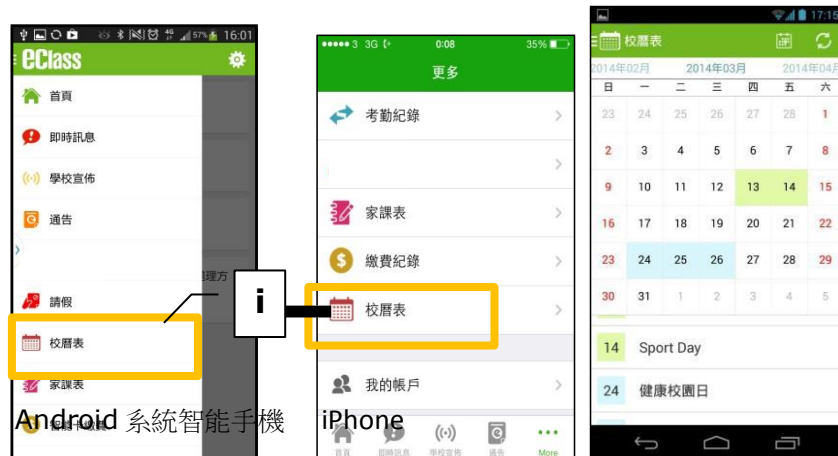 57% 16:01
eClass
首頁
即時訊息
學校宣佈
通告
理方
請假
校曆表
家課表
Android 系統智能手機
i
3 3G 0:08 35%
更多
考勤紀錄
家課表
繳費紀錄
校曆表
我的帳戶
首頁 即時訊息 學校宣佈 通告 More
iPhone
17:15
校曆表
2014年02月 2014年03月 2014年04月
日 一 二 三 四 五 六
23 24 25 26 27 28 1
2 3 4 5 6 7 8
9 10 11 12 13 14 15
16 17 18 19 20 21 22
23 24 25 26 27 28 29
30 31 1 2 3 4 5
14 Sport Day
24 健康校園日